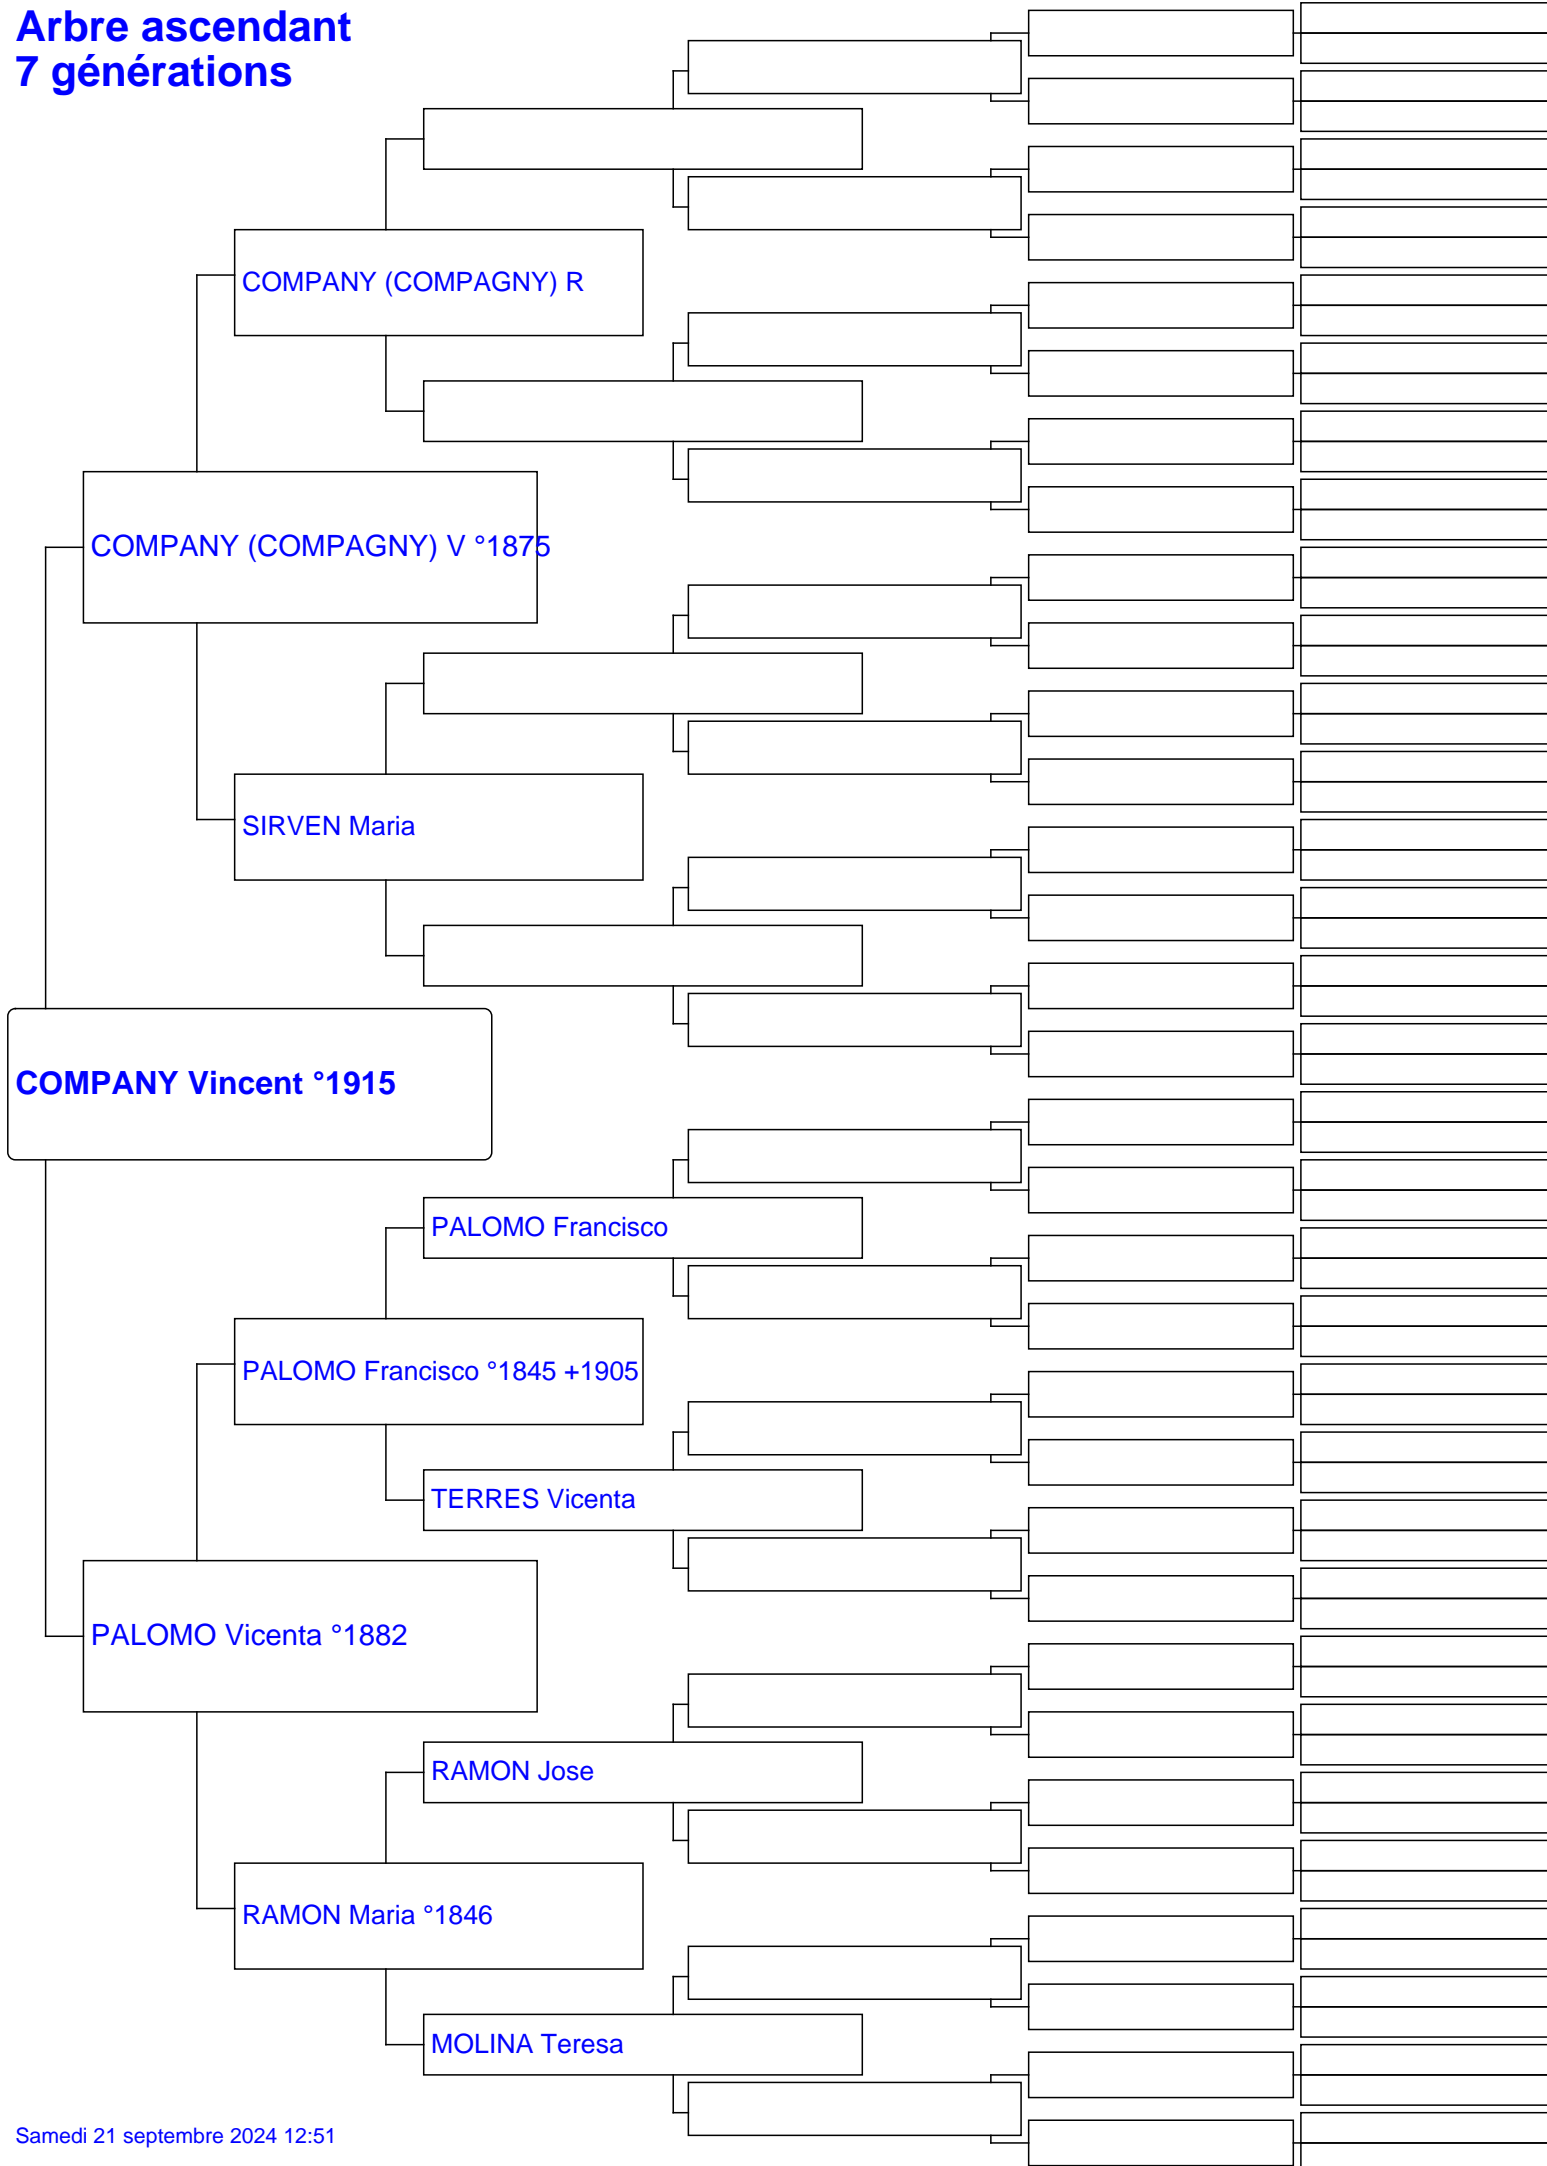 Arbre ascendant
7 générations
COMPANY (COMPAGNY) R
COMPANY (COMPAGNY) V °1875
SIRVEN Maria
COMPANY Vincent °1915
PALOMO Francisco
PALOMO Francisco °1845 +1905
TERRES Vicenta
PALOMO Vicenta °1882
RAMON Jose
RAMON Maria °1846
MOLINA Teresa
Samedi 21 septembre 2024 12:51